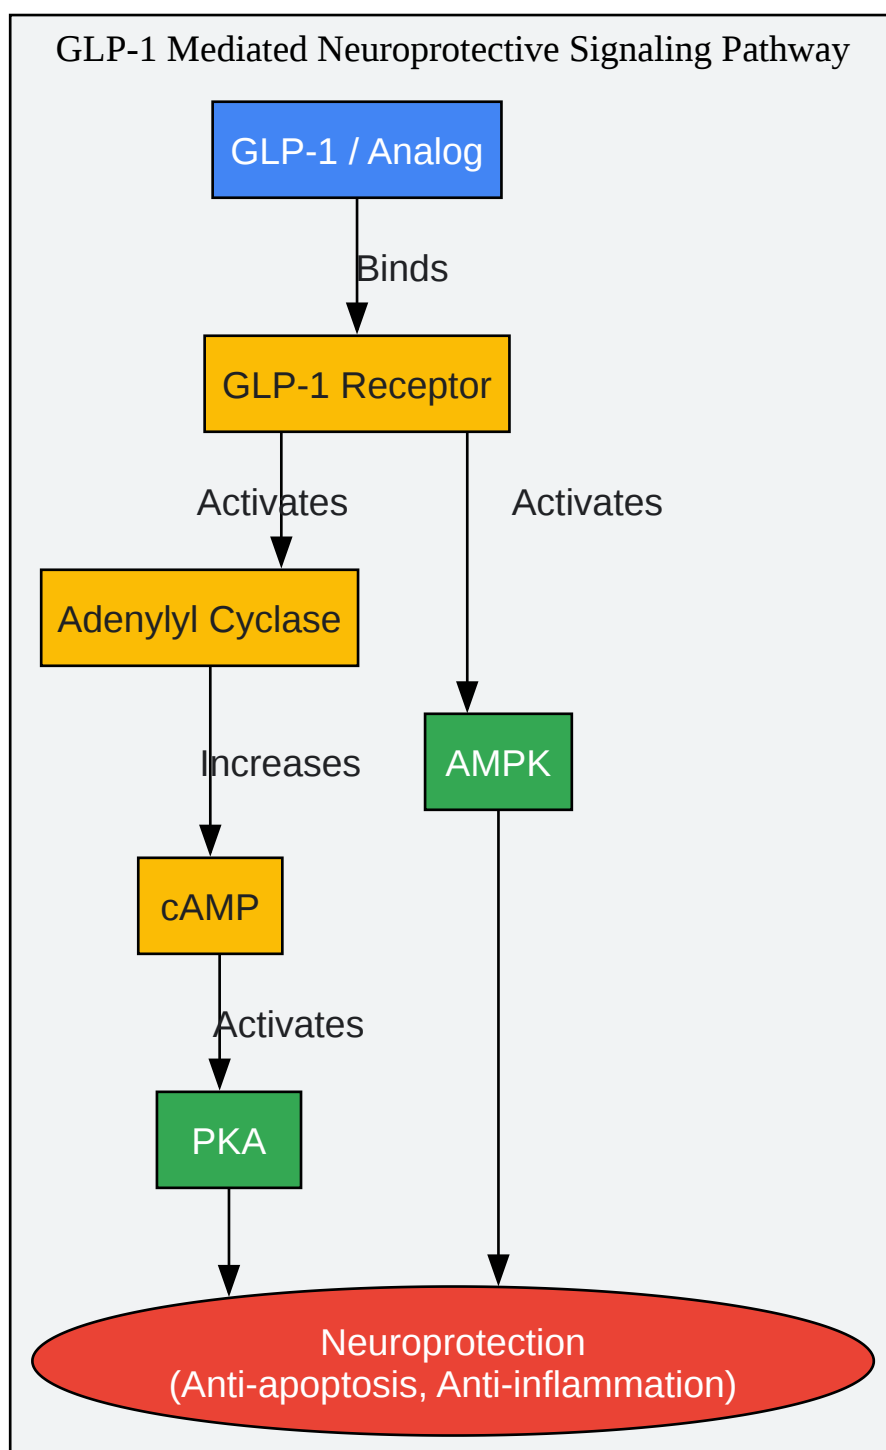 GLP-1 Mediated Neuroprotective Signaling Pathway
GLP-1 / Analog
Binds
GLP-1 Receptor
Activates
Activates
Adenylyl Cyclase
Increases
AMPK
cAMP
Activates
PKA
Neuroprotection
(Anti-apoptosis, Anti-inflammation)